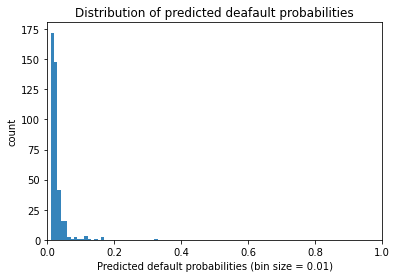 Distribution of predicted deafault probabilities
count
175
150
125
100
75
50
25
0
0.0 0.2 0.4 0.6 0.8 1.0
Predicted default probabilities (bin size = 0.01)